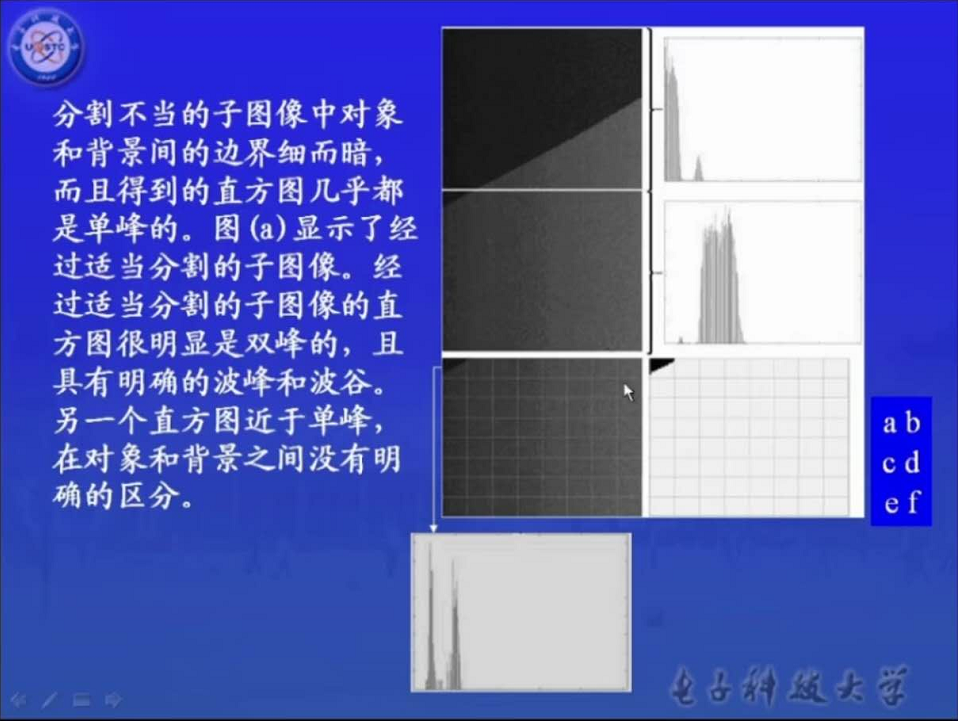 分割不当的子图像中对象
和背景间的边界细而暗，
而且得到的直方图几乎都
是单峰的。图(a)显示了经
过适当分割的子图像。经
过适当分割的子图像的直
方图很明显是双峰的，且
具有明确的波峰和波谷。
另一个直方图近于单峰，
在对象和背景之间没有明
确的区分。
a b
c d
e f
电子科技大学